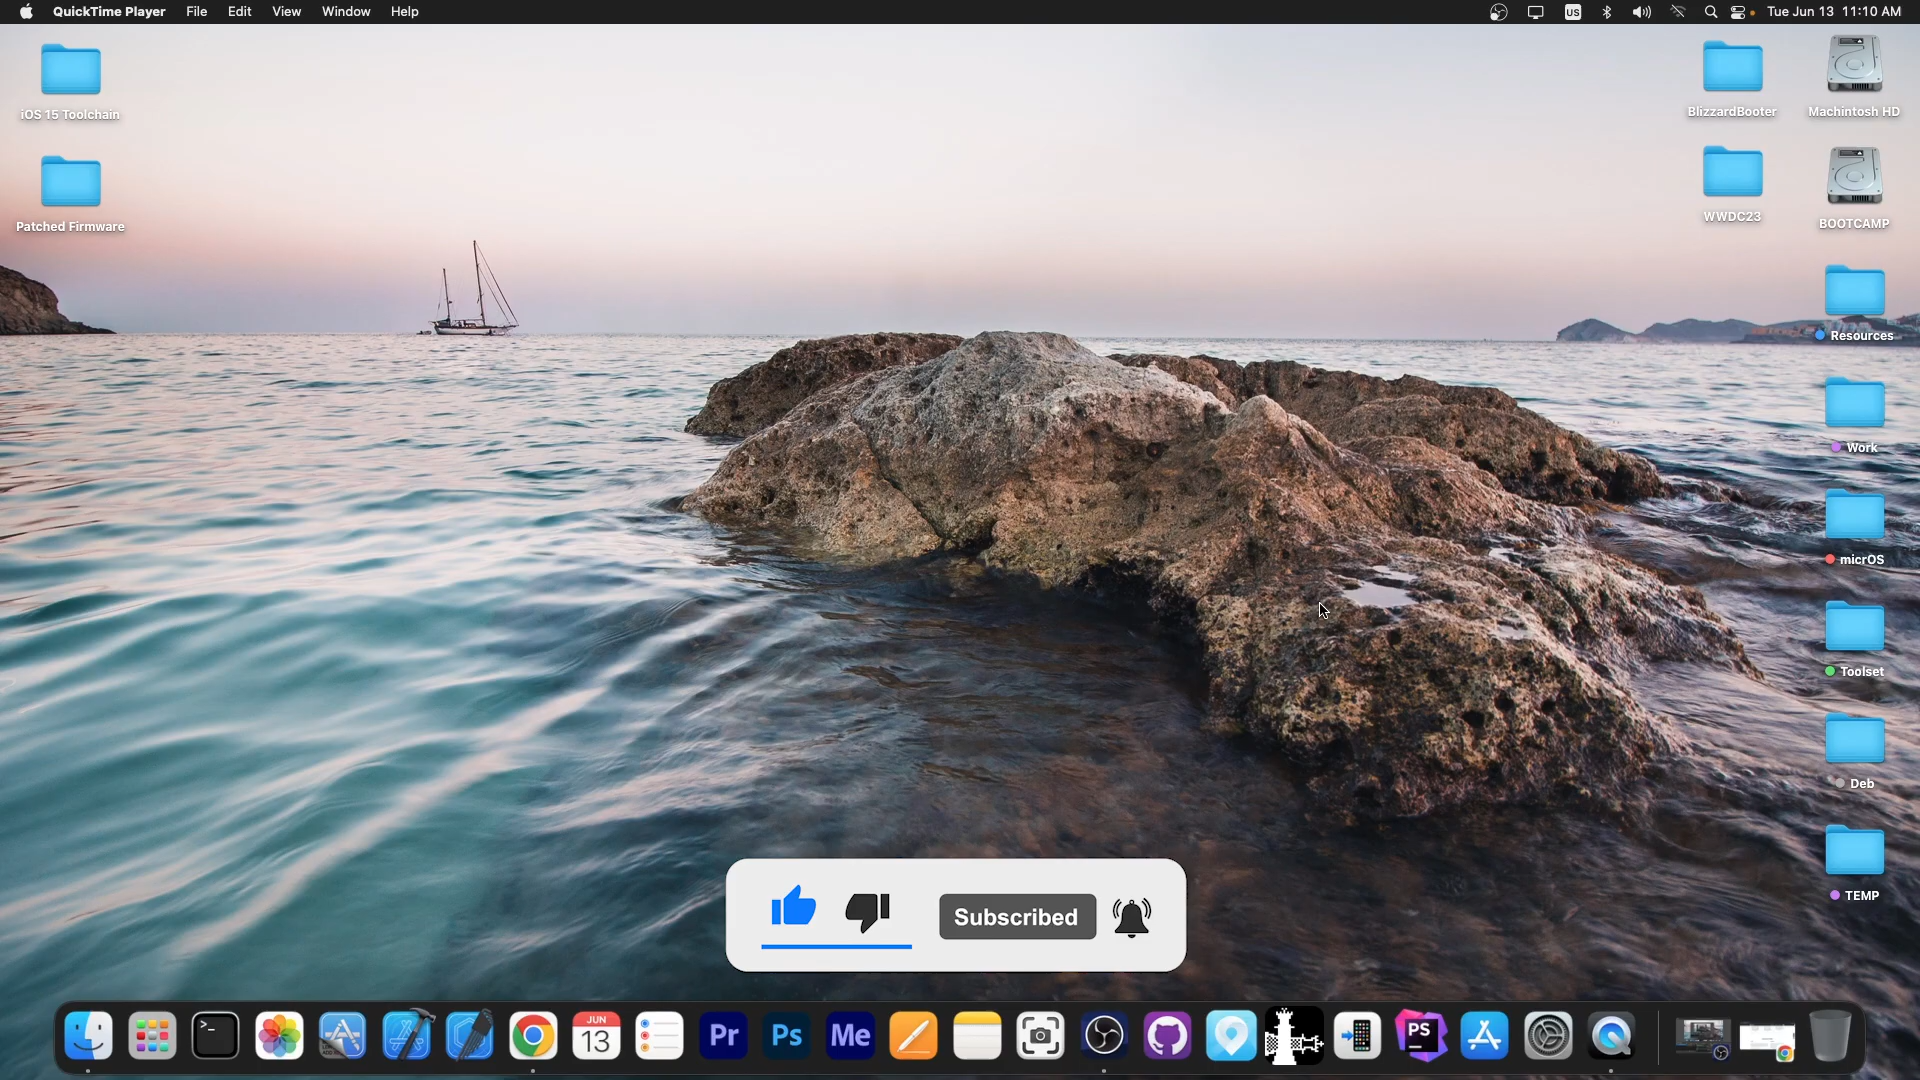 QuickTime Player File Edit View Window Help
US
Tue Jun 13 11:10 AM
iOS 15 Toolchain
Patched Firmware
BlizzardBooter
Machintosh HD
WWDC23
BOOTCAMP
Resources
Work
micrOS
Toolset
Deb
TEMP
Subscribed
>_
JUN
13
Pr
Ps
Me
PS